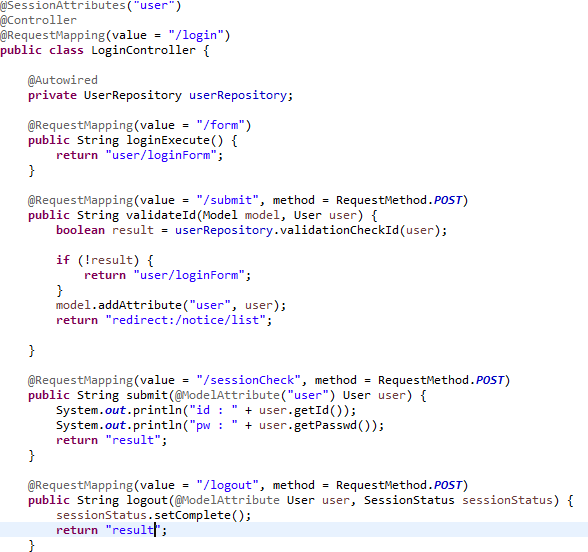 @SessionAttributes("user")
@Controller
@RequestMapping(value = "/login")
public class LoginController {
@Autowired
private UserRepository userRepository;
@RequestMapping(value = "/form")
public String loginExecute() {
return "user/loginForm";
}
@RequestMapping(value = "/submit", method = RequestMethod.POST)
public String validateId(Model model, User user) {
boolean result = userRepository.validationCheckId(user);
if (!result) {
return "user/loginForm";
}
model.addAttribute("user", user);
return "redirect:/notice/list";
}
@RequestMapping(value = "/sessionCheck", method = RequestMethod.POST)
public String submit(@ModelAttribute("user") User user) {
System.out.println("id : " + user.getId());
System.out.println("pw : " + user.getPasswd());
return "result";
}
@RequestMapping(value = "/logout", method = RequestMethod.POST)
public String logout(@ModelAttribute User user, SessionStatus sessionStatus) {
sessionStatus.setComplete();
return "result";
}